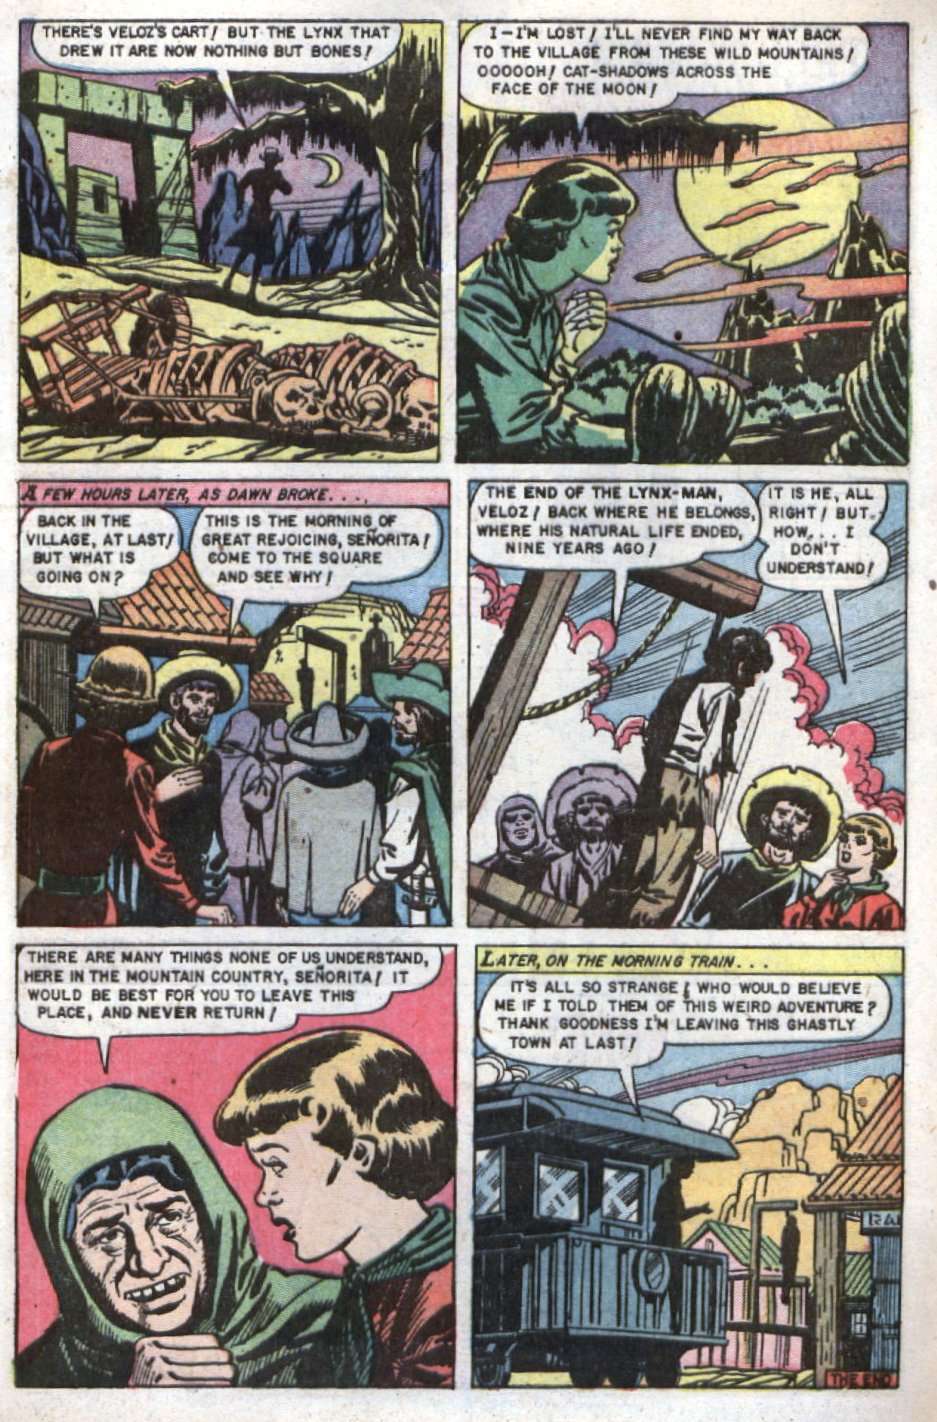 THERE'S VELOZ'S CART! BUT THE LYNX THAT
DREW IT ARE NOW NOTHING BUT BONES!
I-I'M LOST! I'LL NEVER FIND MY WAY BACK
TO THE VILLAGE FROM THESE WILD MOUNTAINS!
OOOOOH! CAT-SHADOWS ACROSS THE
FACE OF THE MOON!
A FEW HOURS LATER, AS DAWN BROKE....,
BACK IN THE
VILLAGE, AT LAST!
BUT WHAT IS
GOING ON?
THIS IS THE MORNING OF
GREAT REJOICING, SEÑORITA!
COME TO THE SQUARE
AND SEE WHY!
THE END OF THE LYNX-MAN,
VELOZ! BACK WHERE HE BELONGS,
WHERE HIS NATURAL LIFE ENDED,
NINE YEARS AGO!
IT IS HE, ALL
RIGHT! BUT
HOW... I
DON'T
UNDERSTAND!
THERE ARE MANY THINGS NONE OF US UNDERSTAND,
HERE IN THE MOUNTAIN COUNTRY, SEÑORITA! IT
WOULD BE BEST FOR YOU TO LEAVE THIS
PLACE, AND NEVER RETURN!
LATER, ON THE MORNING TRAIN...
IT'S ALL SO STRANGE! WHO WOULD BELIEVE
ME IF I TOLD THEM OF THIS WEIRD ADVENTURE?
THANK GOODNESS I'M LEAVING THIS GHASTLY
TOWN AT LAST!
THE END